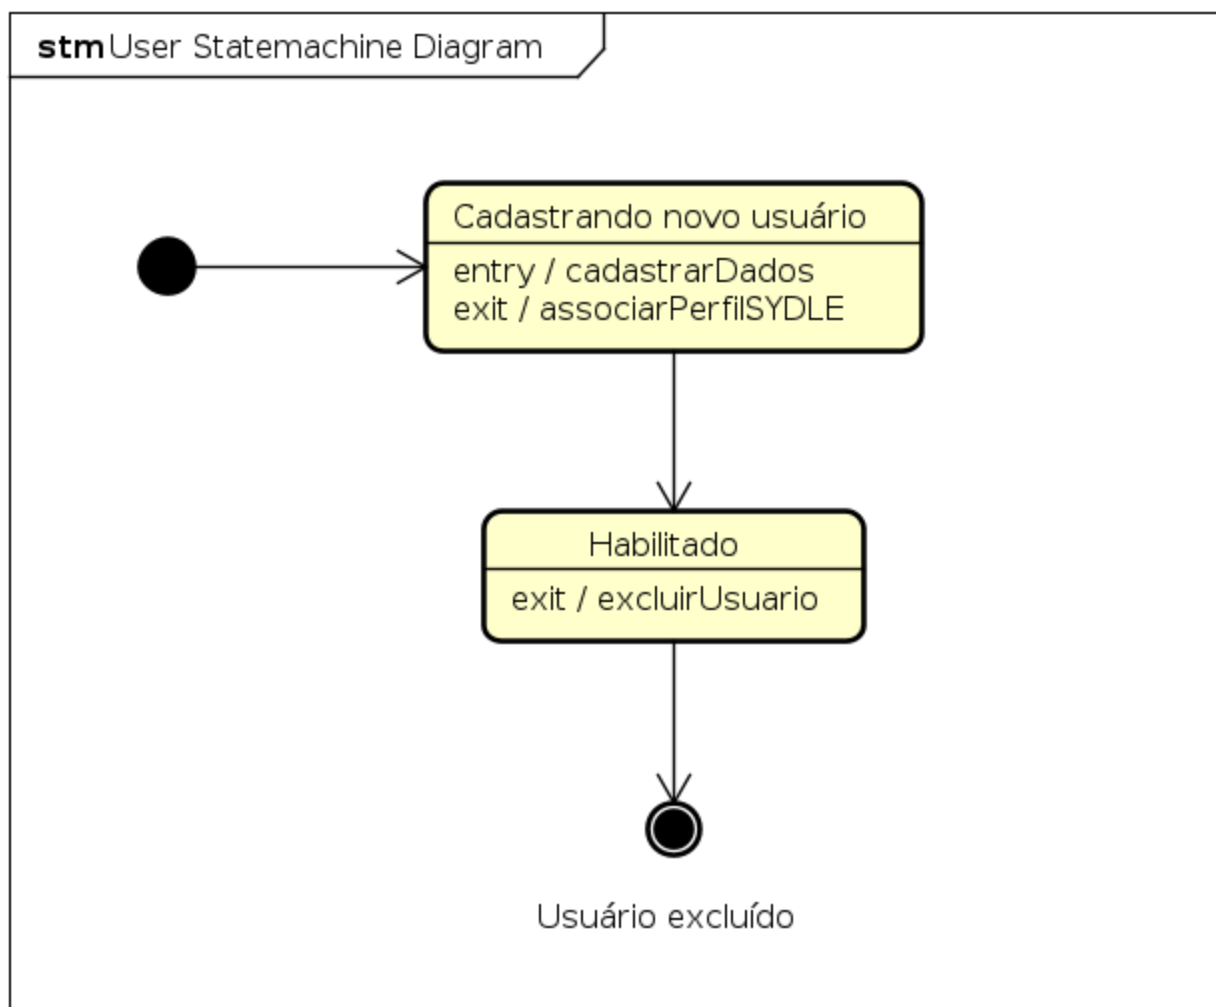 stm User Statemachine Diagram
Cadastrando novo usuário
entry / cadastrarDados
exit / associarPerfilSYDLE
Habilitado
exit / excluirUsuario
Usuário excluído